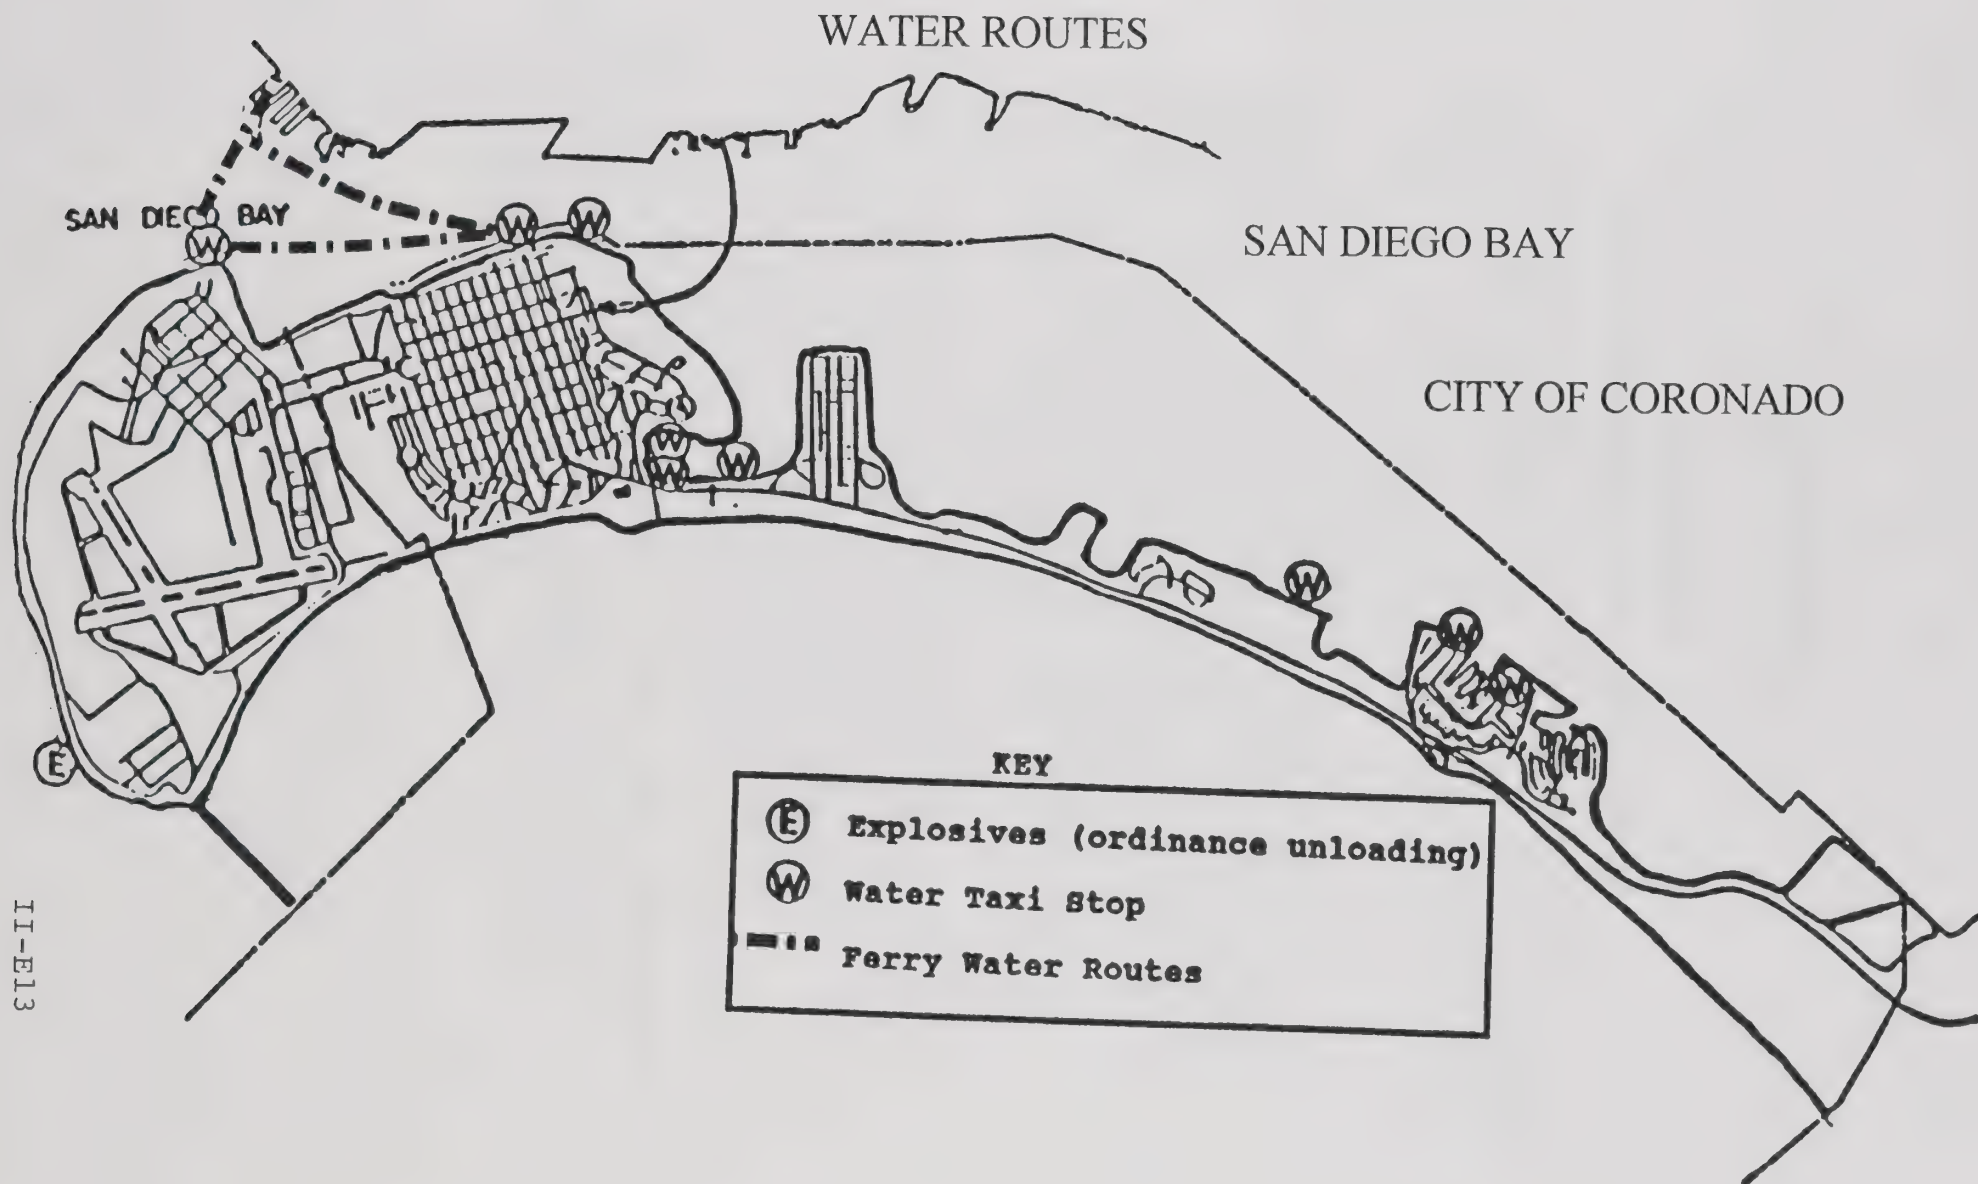 WATER ROUTES
SAN DIEGO BAY
W
W
W
SAN DIEGO BAY
CITY OF CORONADO
W
W
W
W
W
W
E
KEY
E Explosives (ordinance unloading)
W Water Taxi Stop
Ferry Water Routes
II-E13